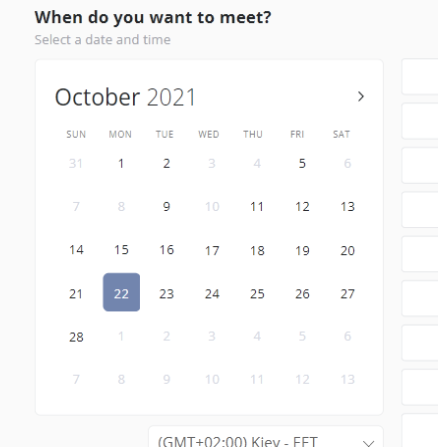 When do you want to meet?
Select a date and time
October 2021
SUN MON TUE WED THU FRI SAT
31 1 2 3 4 5 6
7 8 9 10 11 12 13
14 15 16 17 18 19 20
21 22 23 24 25 26 27
28 1 2 3 4 5 6
7 8 9 10 11 12 13
(GMT+02:00) Kiev - EET